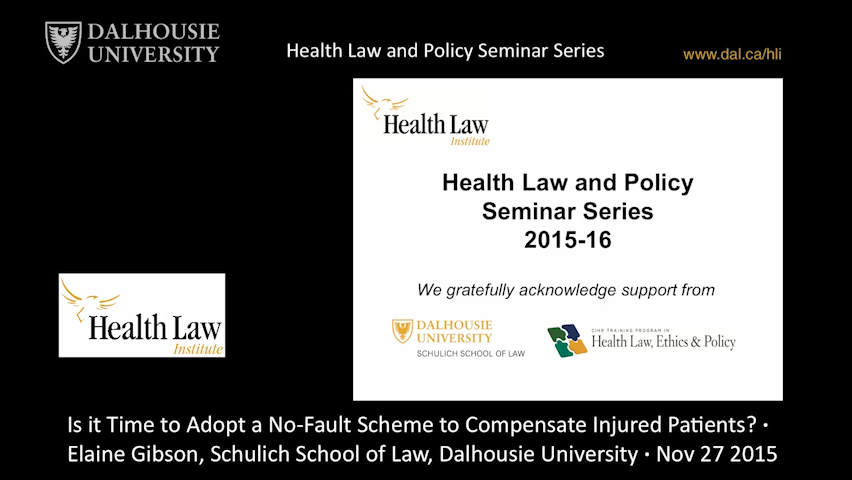 DALHOUSIE
UNIVERSITY
Health Law and Policy Seminar Series
www.dal.ca/hli
Health Law
Institute
Health Law and Policy
Seminar Series
2015-16
We gratefully acknowledge support from
DALHOUSIE
UNIVERSITY
SCHULICH SCHOOL OF LAW
CIHR TRAINING PROGRAM IN
Health Law, Ethics & Policy
Health Law
Institute
Is it Time to Adopt a No-Fault Scheme to Compensate Injured Patients? ·
Elaine Gibson, Schulich School of Law, Dalhousie University · Nov 27 2015